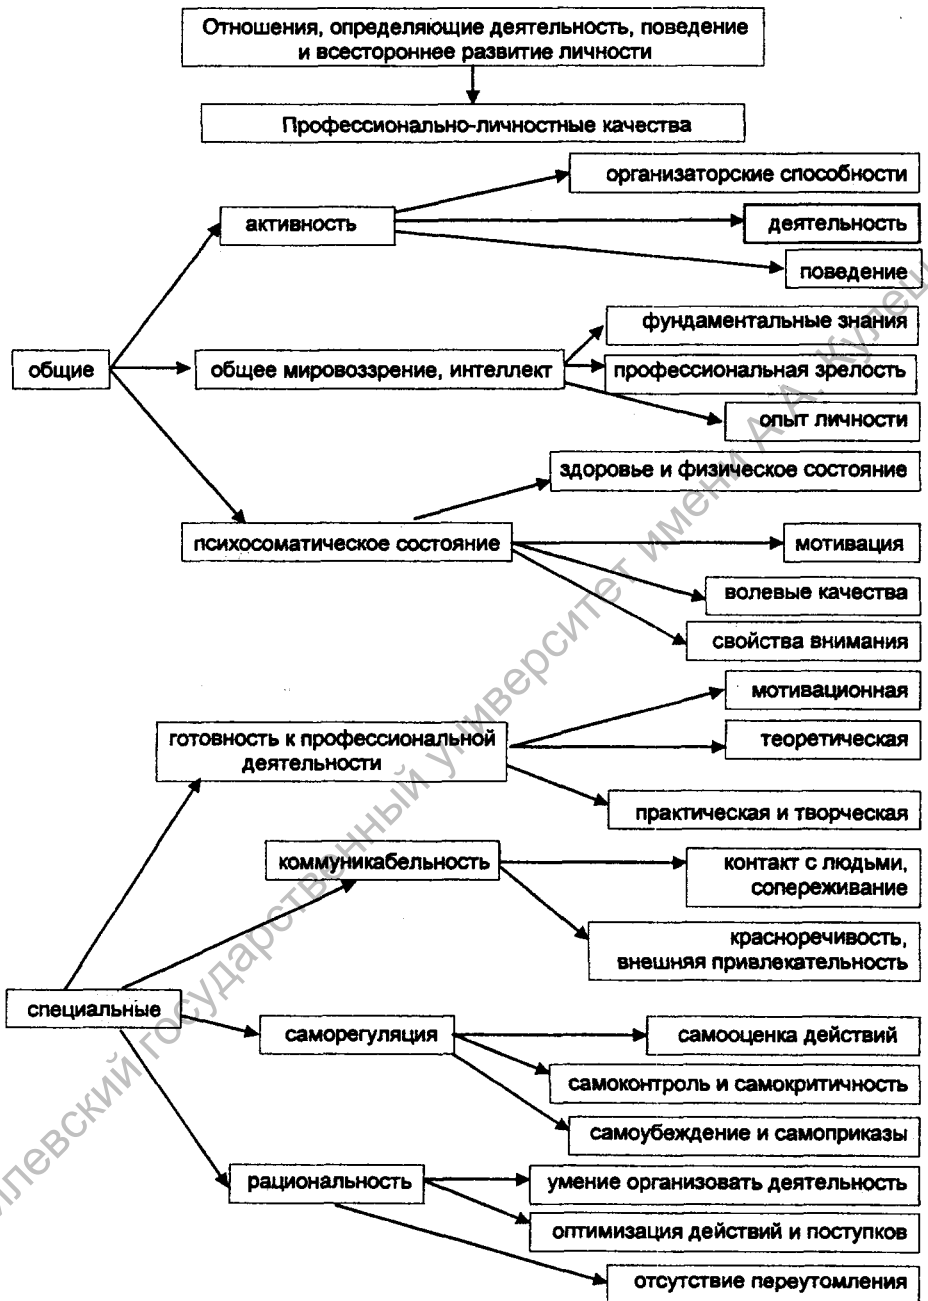 Отношения, определяющие деятельность, поведение
и всестороннее развитие личности
Профессионально-личностные качества
организаторские способности
активность
деятельность
поведение
фундаментальные знания
общие
общее мировоззрение, интеллект
профессиональная зрелость
опыт личности
здоровье и физическое состояние
психосоматическое состояние
мотивация
волевые качества
свойства внимания
мотивационная
готовность к профессиональной
деятельности
теоретическая
практическая и творческая
коммуникабельность
контакт с людьми,
сопереживание
красноречивость,
внешняя привлекательность
специальные
саморегуляция
самооценка действий
самоконтроль и самокритичность
самоубеждение и самоприказы
рациональность
умение организовать деятельность
оптимизация действий и поступков
отсутствие переутомления
государственный университет имени А.А.